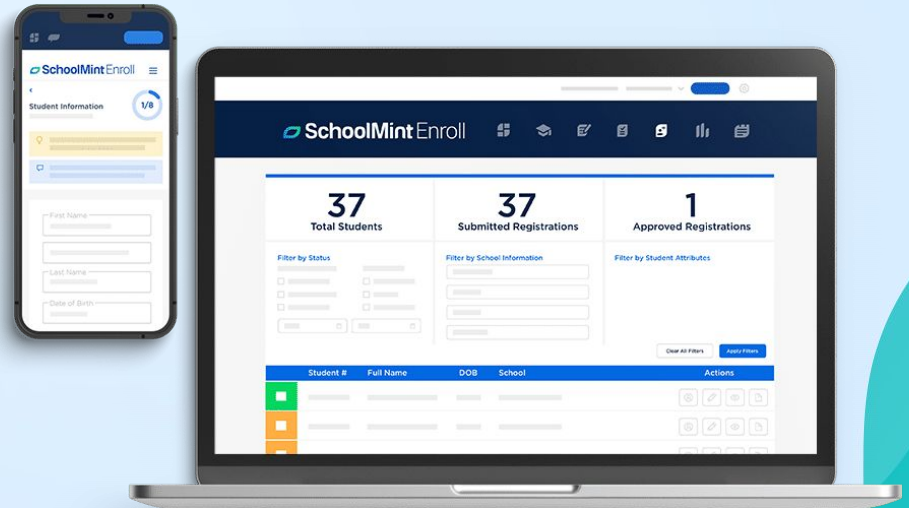 SchoolMint Enroll
Student Information
1/8
First Name
Last Name
Date of Birth
SchoolMint Enroll
37
Total Students
37
Submitted Registrations
1
Approved Registrations
Filter by Status
Filter by School Information
Filter by Student Attributes
Clear All Filters
Apply Filters
Student # Full Name DOB School Actions